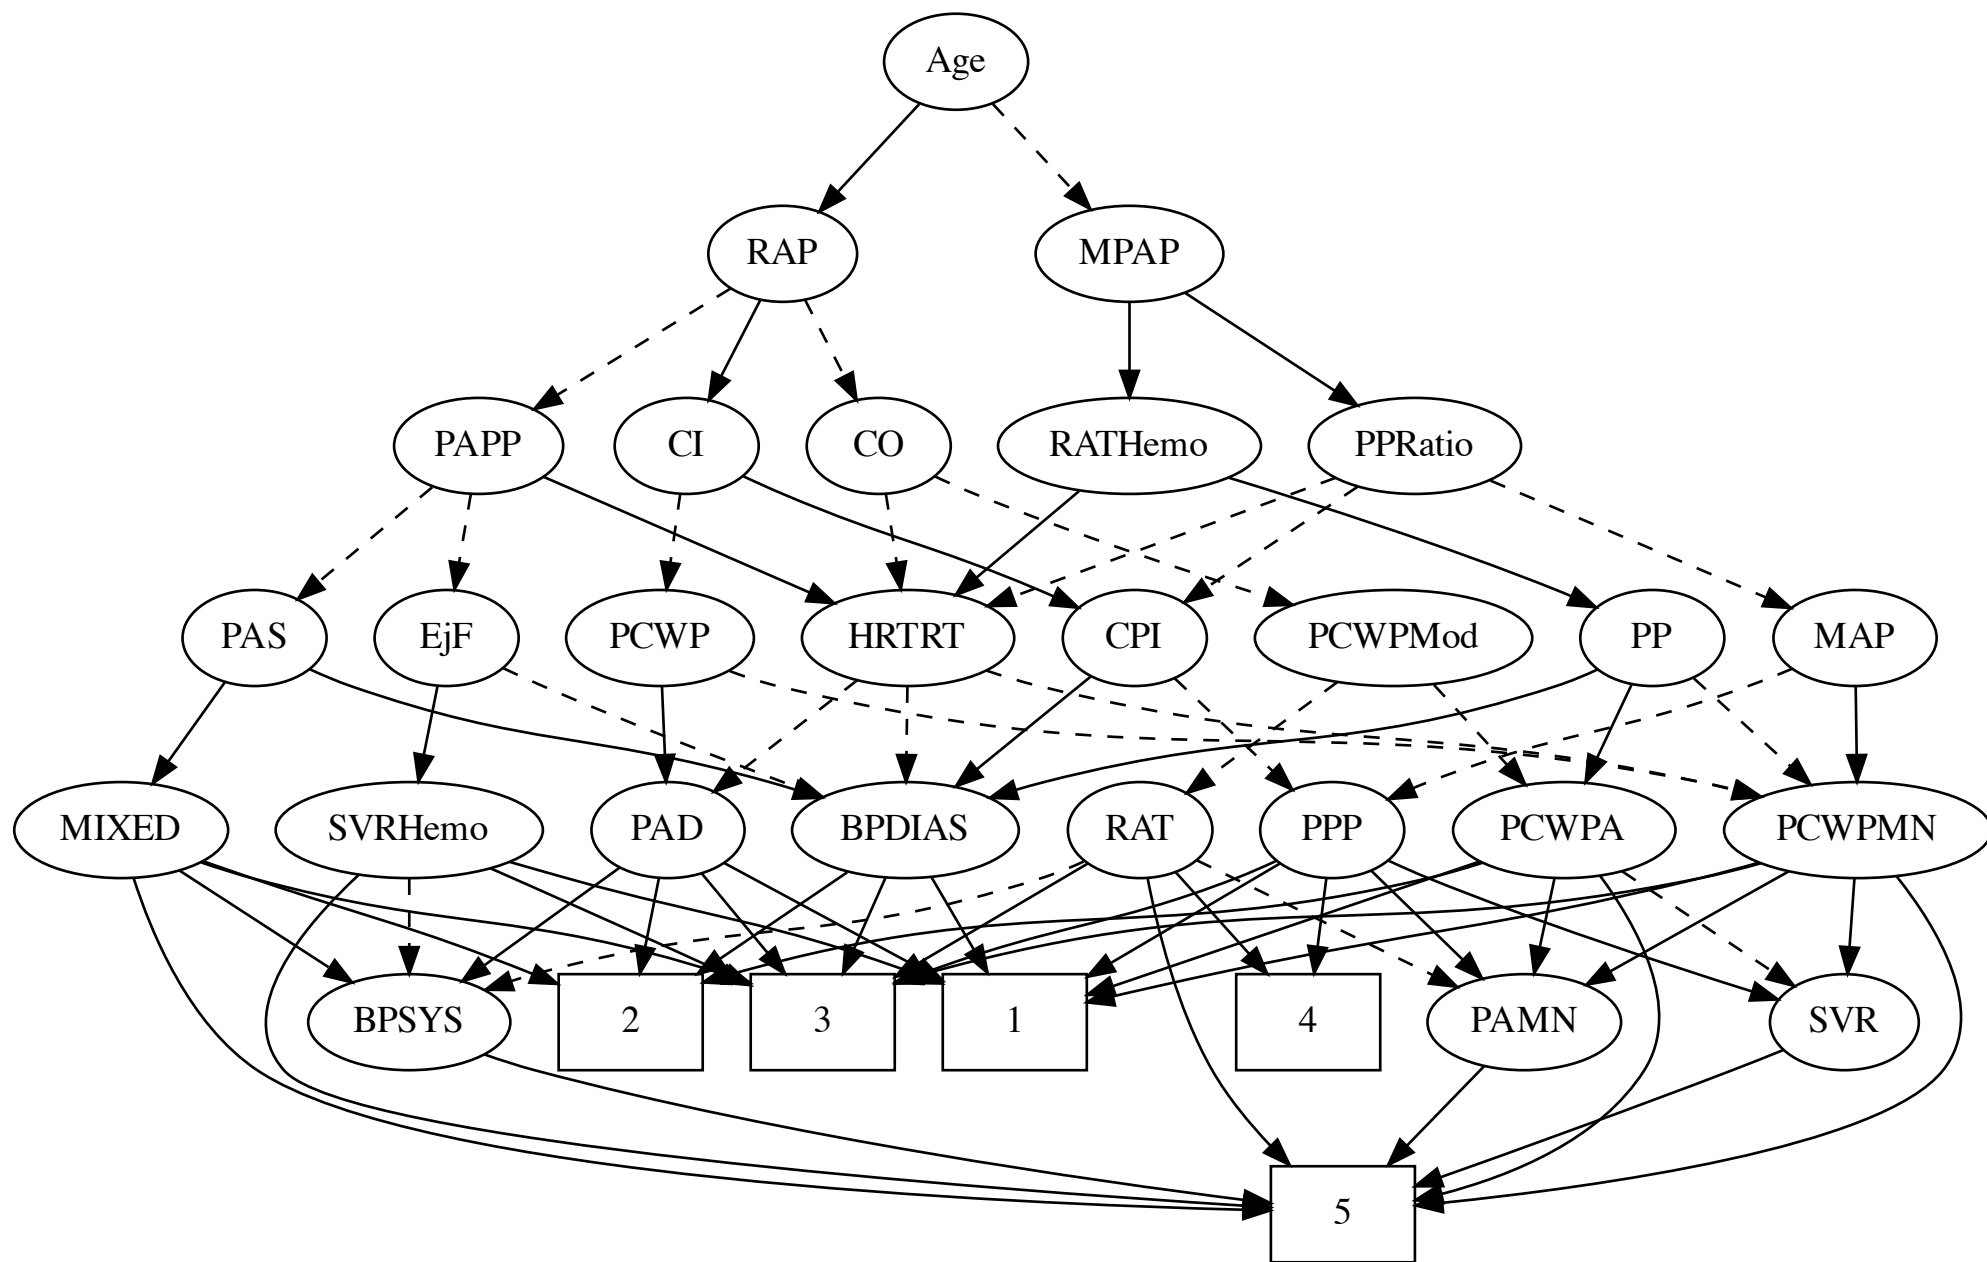 Age
RAP
MPAP
PAPP
CI
CO
RATHemo
PPRatio
PAS
EjF
PCWP
HRTRT
CPI
PCWPMod
PP
MAP
MIXED
SVRHemo
PAD
BPDIAS
RAT
PPP
PCWPA
PCWPMN
BPSYS
2
3
1
4
PAMN
SVR
5